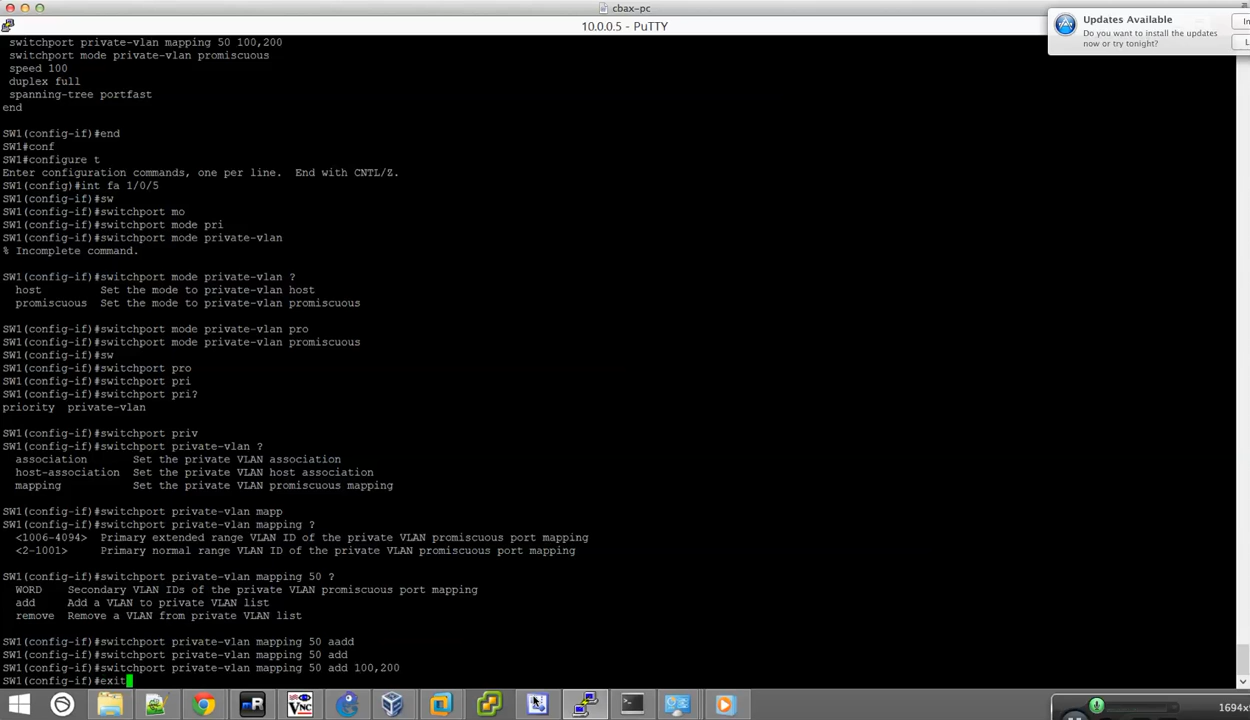 cbax-pc
10.0.0.5 - PuTTY
Updates Available
Do you want to install the updates
now or try tonight?
switchport private-vlan mapping 50 100,200
switchport mode private-vlan promiscuous
speed 100
duplex full
spanning-tree portfast
end
SW1(config-if)#end
SW1#conf
SW1#configure t
Enter configuration commands, one per line.  End with CNTL/Z.
SW1(config)#int fa 1/0/5
SW1(config-if)#sw
SW1(config-if)#switchport mo
SW1(config-if)#switchport mode pri
SW1(config-if)#switchport mode private-vlan
% Incomplete command.
SW1(config-if)#switchport mode private-vlan ?
host         Set the mode to private-vlan host
promiscuous  Set the mode to private-vlan promiscuous
SW1(config-if)#switchport mode private-vlan pro
SW1(config-if)#switchport mode private-vlan promiscuous
SW1(config-if)#sw
SW1(config-if)#switchport pro
SW1(config-if)#switchport pri
SW1(config-if)#switchport pri?
priority  private-vlan
SW1(config-if)#switchport priv
SW1(config-if)#switchport private-vlan ?
association       Set the private VLAN association
host-association  Set the private VLAN host association
mapping           Set the private VLAN promiscuous mapping
SW1(config-if)#switchport private-vlan mapp
SW1(config-if)#switchport private-vlan mapping ?
<1006-4094>  Primary extended range VLAN ID of the private VLAN promiscuous port mapping
<2-1001>     Primary normal range VLAN ID of the private VLAN promiscuous port mapping
SW1(config-if)#switchport private-vlan mapping 50 ?
WORD    Secondary VLAN IDs of the private VLAN promiscuous port mapping
add     Add a VLAN to private VLAN list
remove  Remove a VLAN from private VLAN list
SW1(config-if)#switchport private-vlan mapping 50 aadd
SW1(config-if)#switchport private-vlan mapping 50 add
SW1(config-if)#switchport private-vlan mapping 50 add 100,200
SW1(config-if)#exit